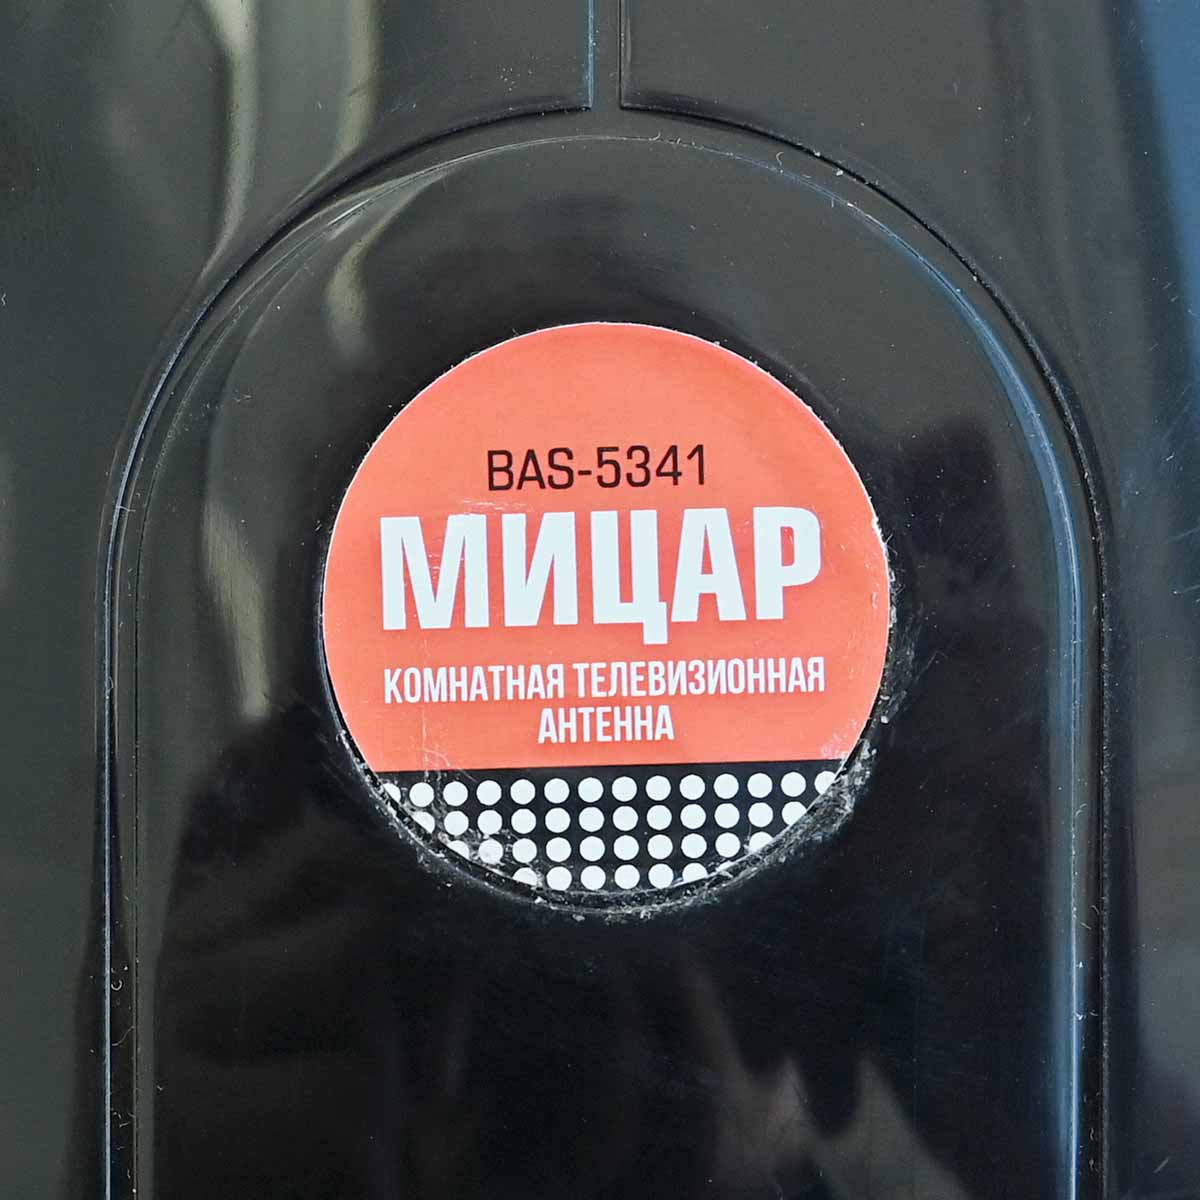 BAS-5341
МИЦАР
КОМНАТНАЯ ТЕЛЕВИЗИОННАЯ
АНТЕННА